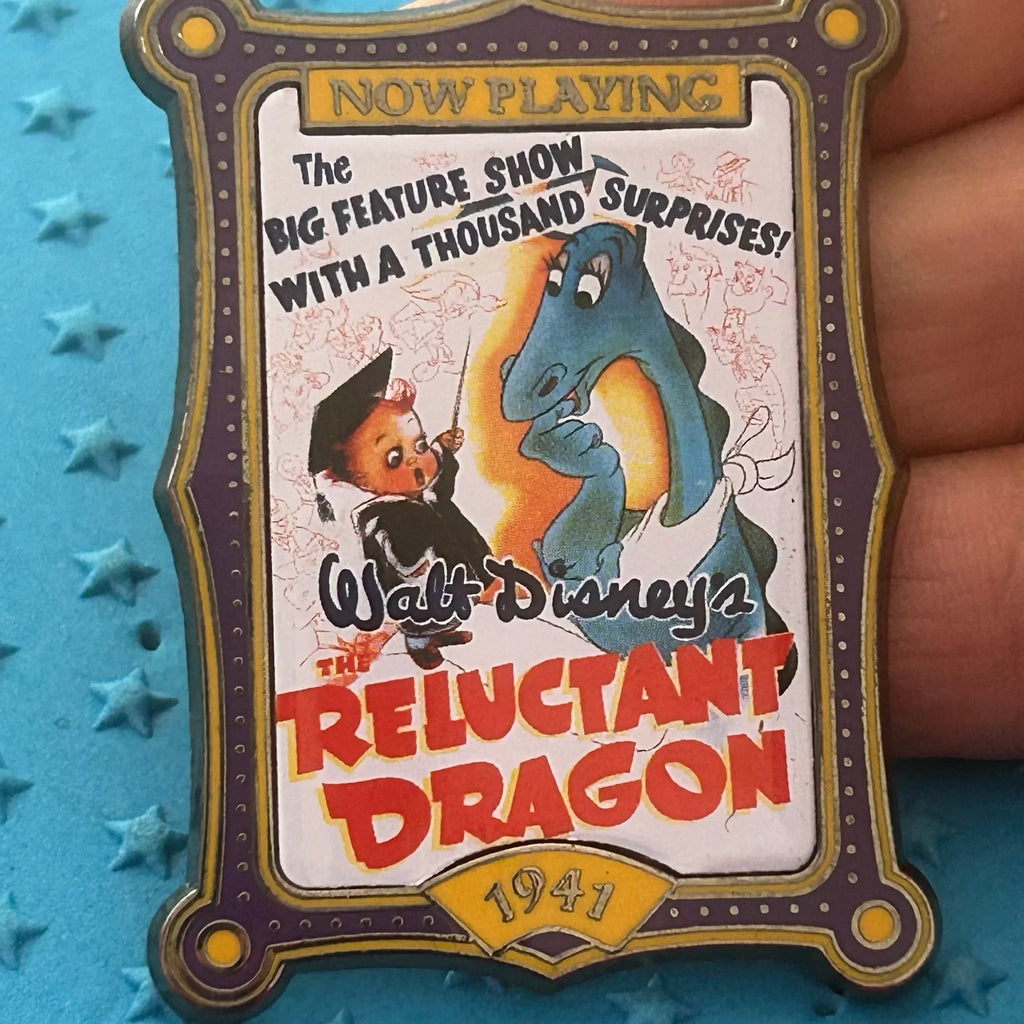 NOW PLAYING
The
BIG FEATURE SHOW
WITH A THOUSAND SURPRISES!
Walt Disney's
THE
RELUCTANT
DRAGON
1941